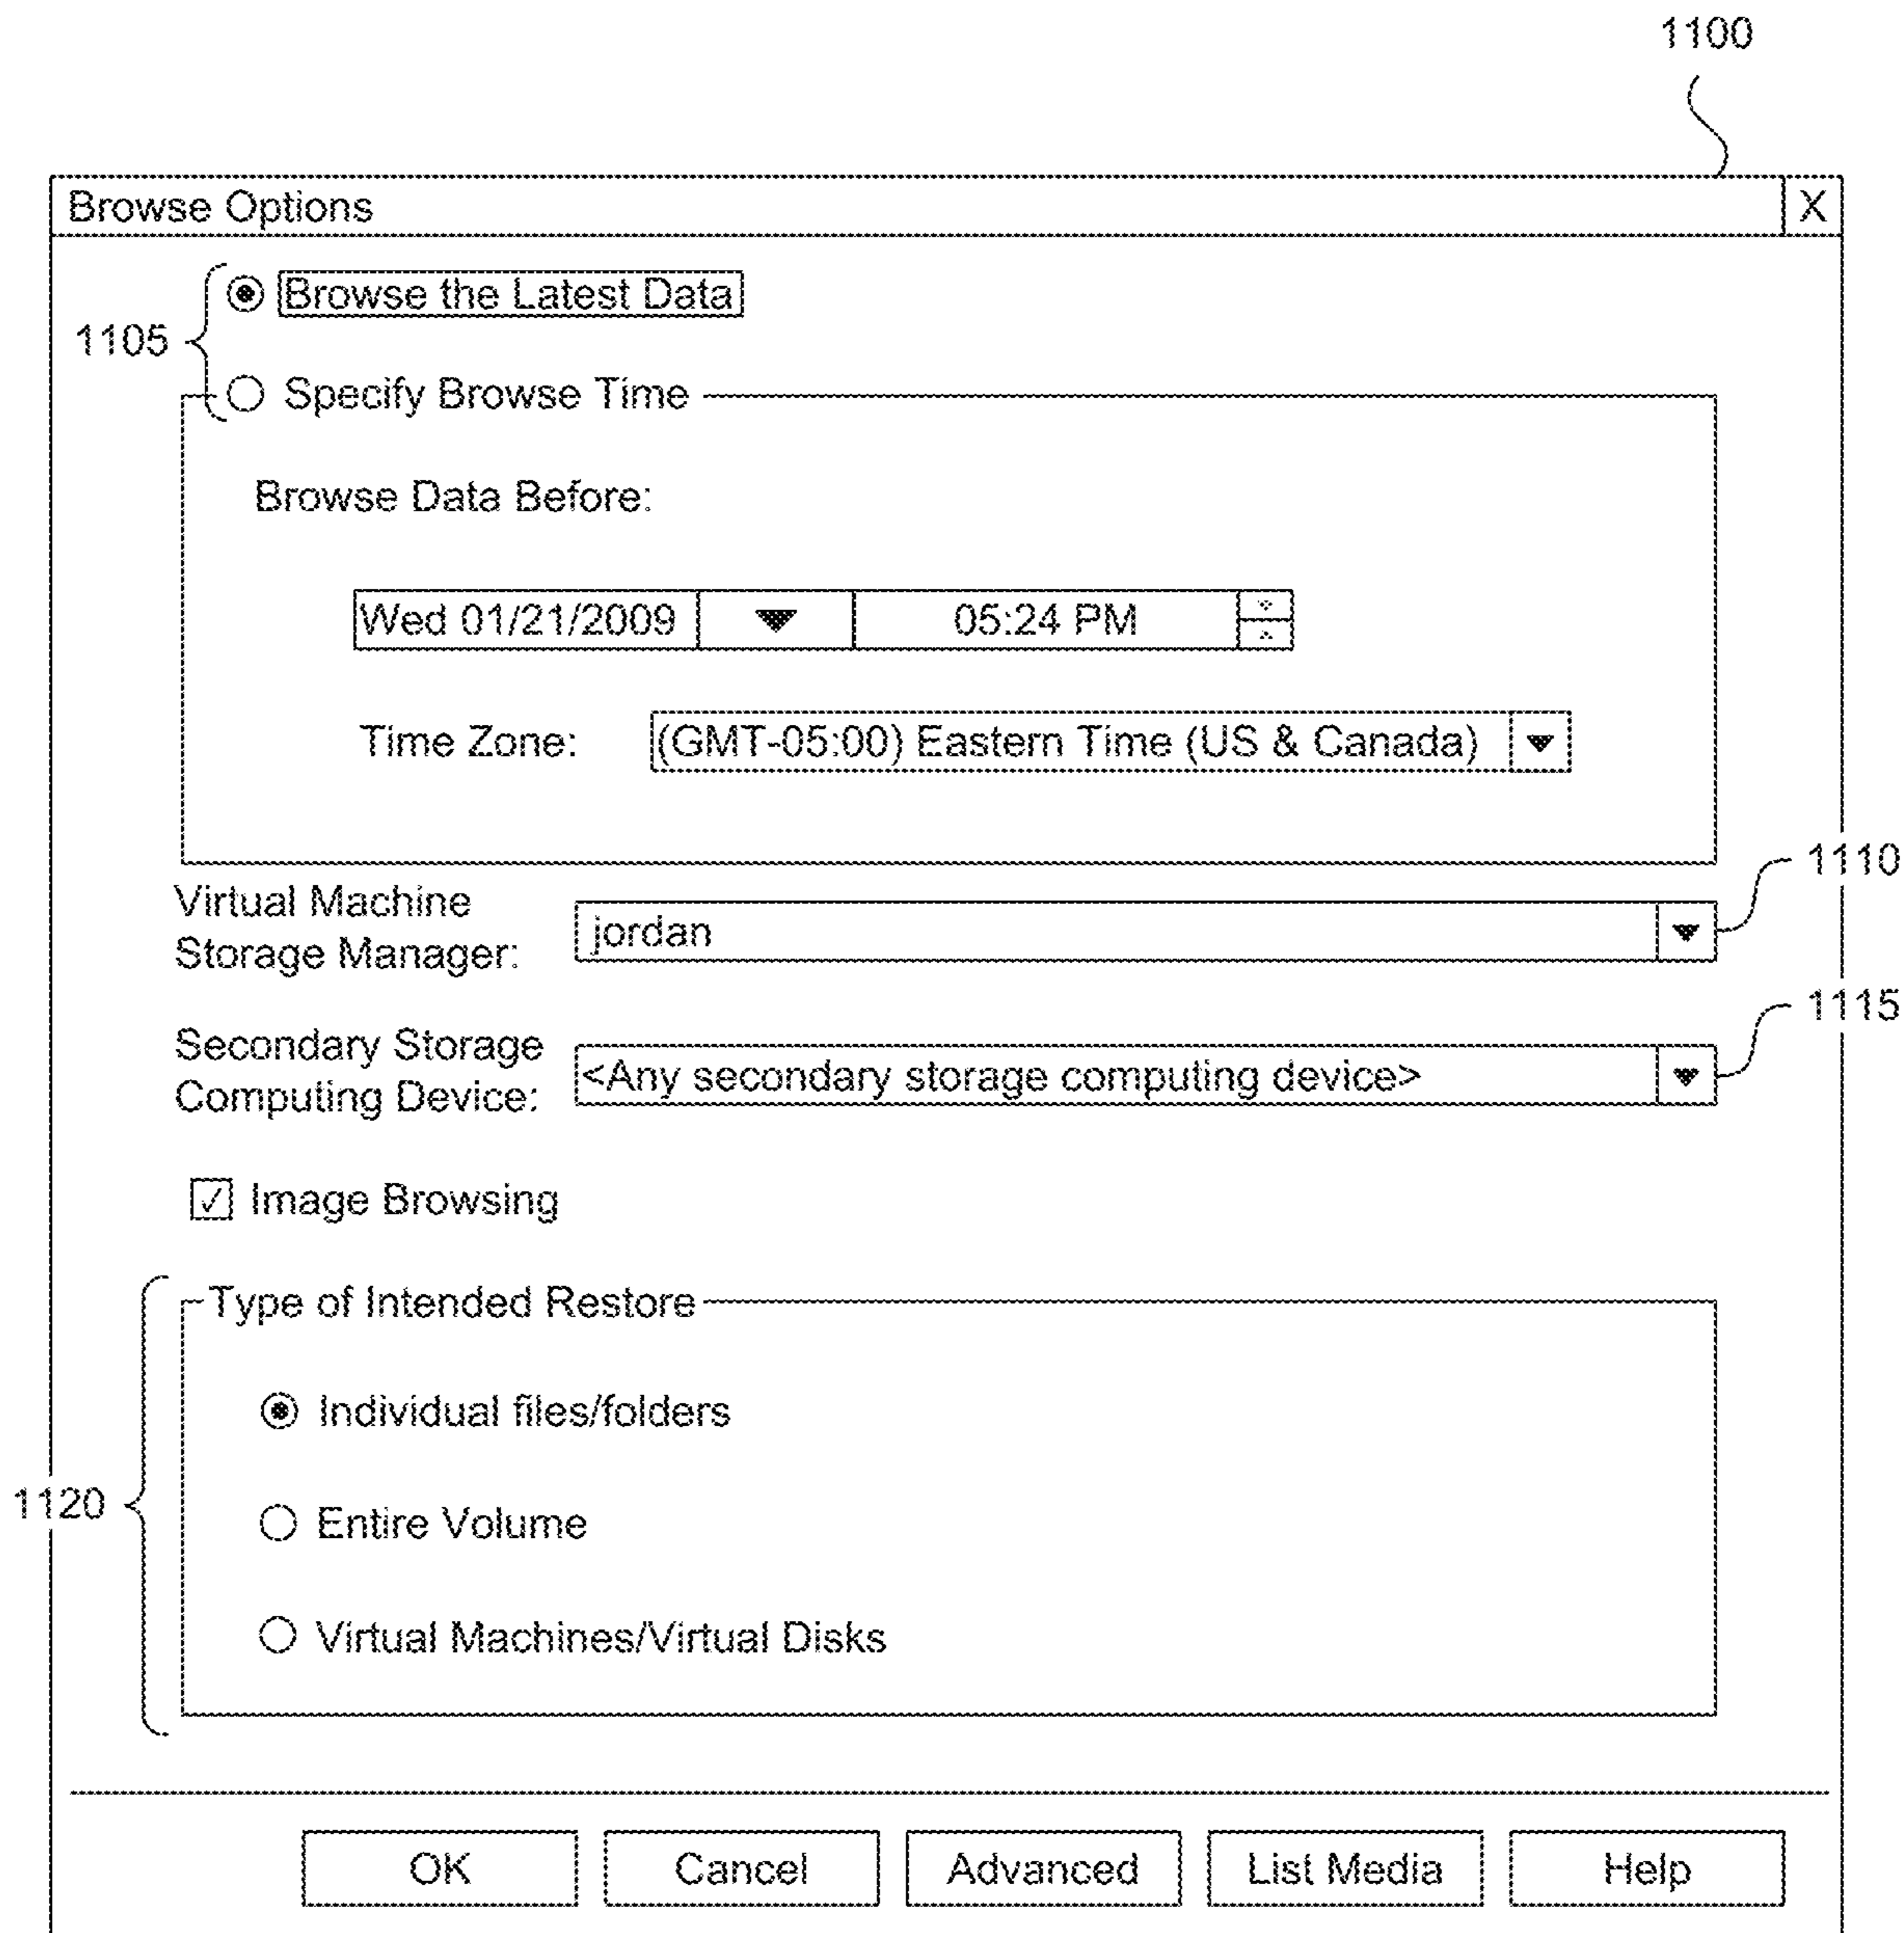 1100
Browse Options X
Browse the Latest Data
1105
Specify Browse Time
Browse Data Before:
Wed 01/21/2009 05:24 PM
Time Zone: (GMT-05:00) Eastern Time (US & Canada)
1110
Virtual Machine
Storage Manager:
jordan
1115
Secondary Storage
Computing Device:
<Any secondary storage computing device>
Image Browsing
Type of Intended Restore
Individual files/folders
1120
Entire Volume
Virtual Machines/Virtual Disks
OK Cancel Advanced List Media Help